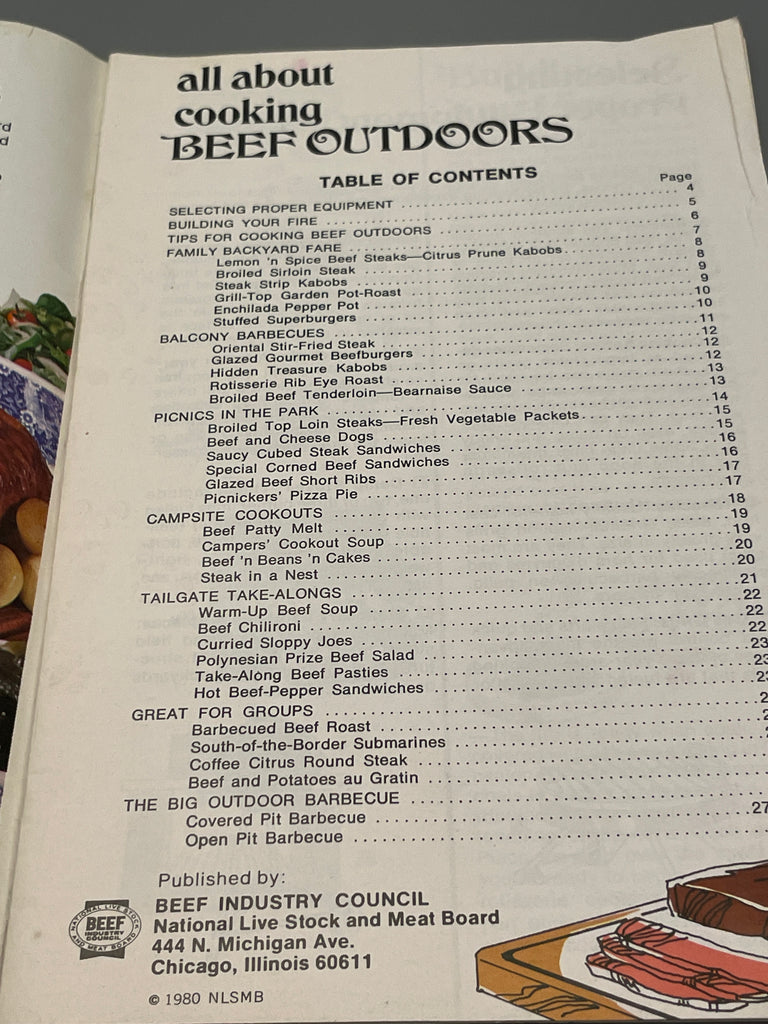 all about
cooking
BEEF OUTDOORS
TABLE OF CONTENTS
Page
SELECTING PROPER EQUIPMENT 4
BUILDING YOUR FIRE 5
TIPS FOR COOKING BEEF OUTDOORS 6
FAMILY BACKYARD FARE 7
Lemon 'n Spice Beef Steaks—Citrus Prune Kabobs 8
Broiled Sirloin Steak 8
Steak Strip Kabobs 9
Grill-Top Garden Pot-Roast 9
Enchilada Pepper Pot 10
Stuffed Superburgers 10
BALCONY BARBECUES 11
Oriental Stir-Fried Steak 12
Glazed Gourmet Beefburgers 12
Hidden Treasure Kabobs 12
Rotisserie Rib Eye Roast 13
Broiled Beef Tenderloin—Bearnaise Sauce 13
PICNICS IN THE PARK 14
Broiled Top Loin Steaks—Fresh Vegetable Packets 15
Beef and Cheese Dogs 15
Saucy Cubed Steak Sandwiches 16
Special Corned Beef Sandwiches 16
Glazed Beef Short Ribs 17
Picnickers' Pizza Pie 17
CAMPSITE COOKOUTS 18
Beef Patty Melt 19
Campers' Cookout Soup 19
Beef 'n Beans 'n Cakes 20
Steak in a Nest 20
TAILGATE TAKE-ALONGS 21
Warm-Up Beef Soup 22
Beef Chilironi 22
Curried Sloppy Joes 22
Polynesian Prize Beef Salad 23
Take-Along Beef Pasties 23
Hot Beef-Pepper Sandwiches
GREAT FOR GROUPS
Barbecued Beef Roast
South-of-the-Border Submarines
Coffee Citrus Round Steak
Beef and Potatoes au Gratin
THE BIG OUTDOOR BARBECUE 27
Covered Pit Barbecue
Open Pit Barbecue
Published by:
BEEF INDUSTRY COUNCIL
National Live Stock and Meat Board
444 N. Michigan Ave.
Chicago, Illinois 60611
NATIONAL LIVE STOCK
BEEF
INDUSTRY
COUNCIL
AND MEAT BOARD
© 1980 NLSMB